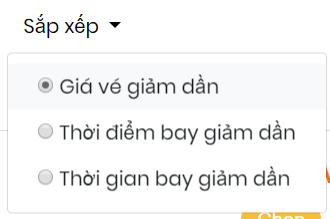 Sắp xếp
Giá vé giảm dần
Thời điểm bay giảm dần
Thời gian bay giảm dần